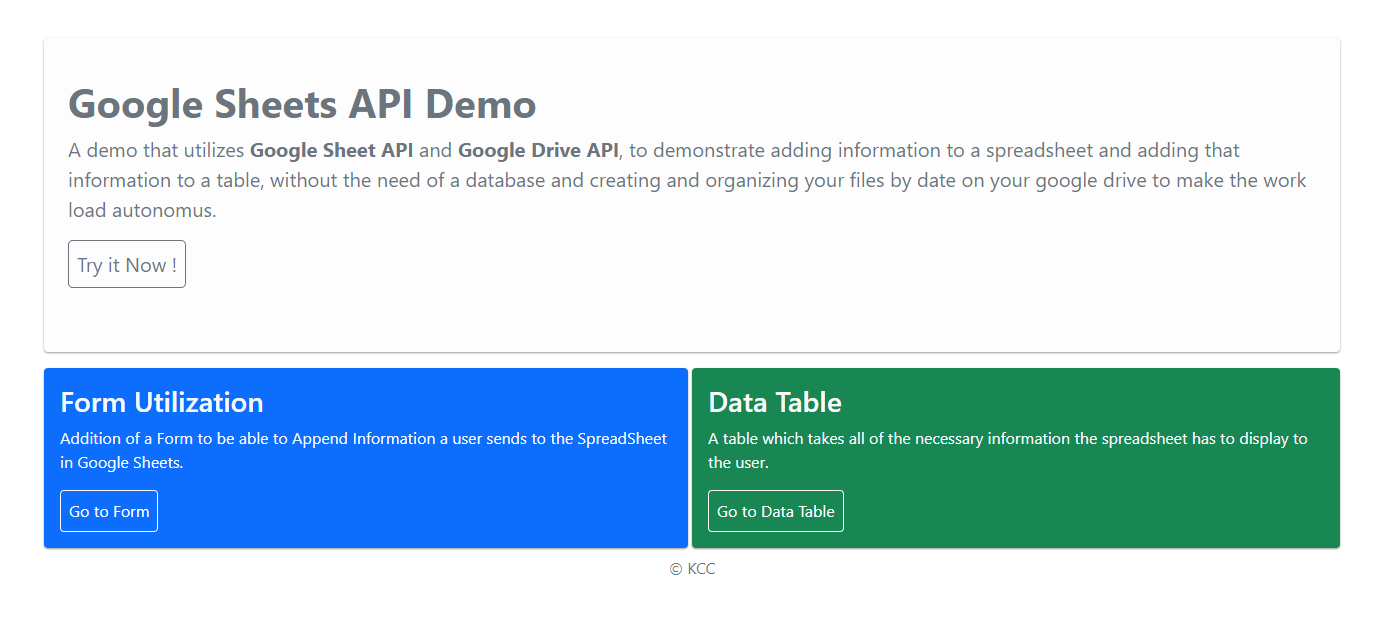 Google Sheets API Demo
A demo that utilizes Google Sheet API and Google Drive API, to demonstrate adding information to a spreadsheet and adding that
information to a table, without the need of a database and creating and organizing your files by date on your google drive to make the work
load autonomus.
Try it Now !
Form Utilization
Addition of a Form to be able to Append Information a user sends to the SpreadSheet
in Google Sheets.
Go to Form
Data Table
A table which takes all of the necessary information the spreadsheet has to display to
the user.
Go to Data Table
© KCC